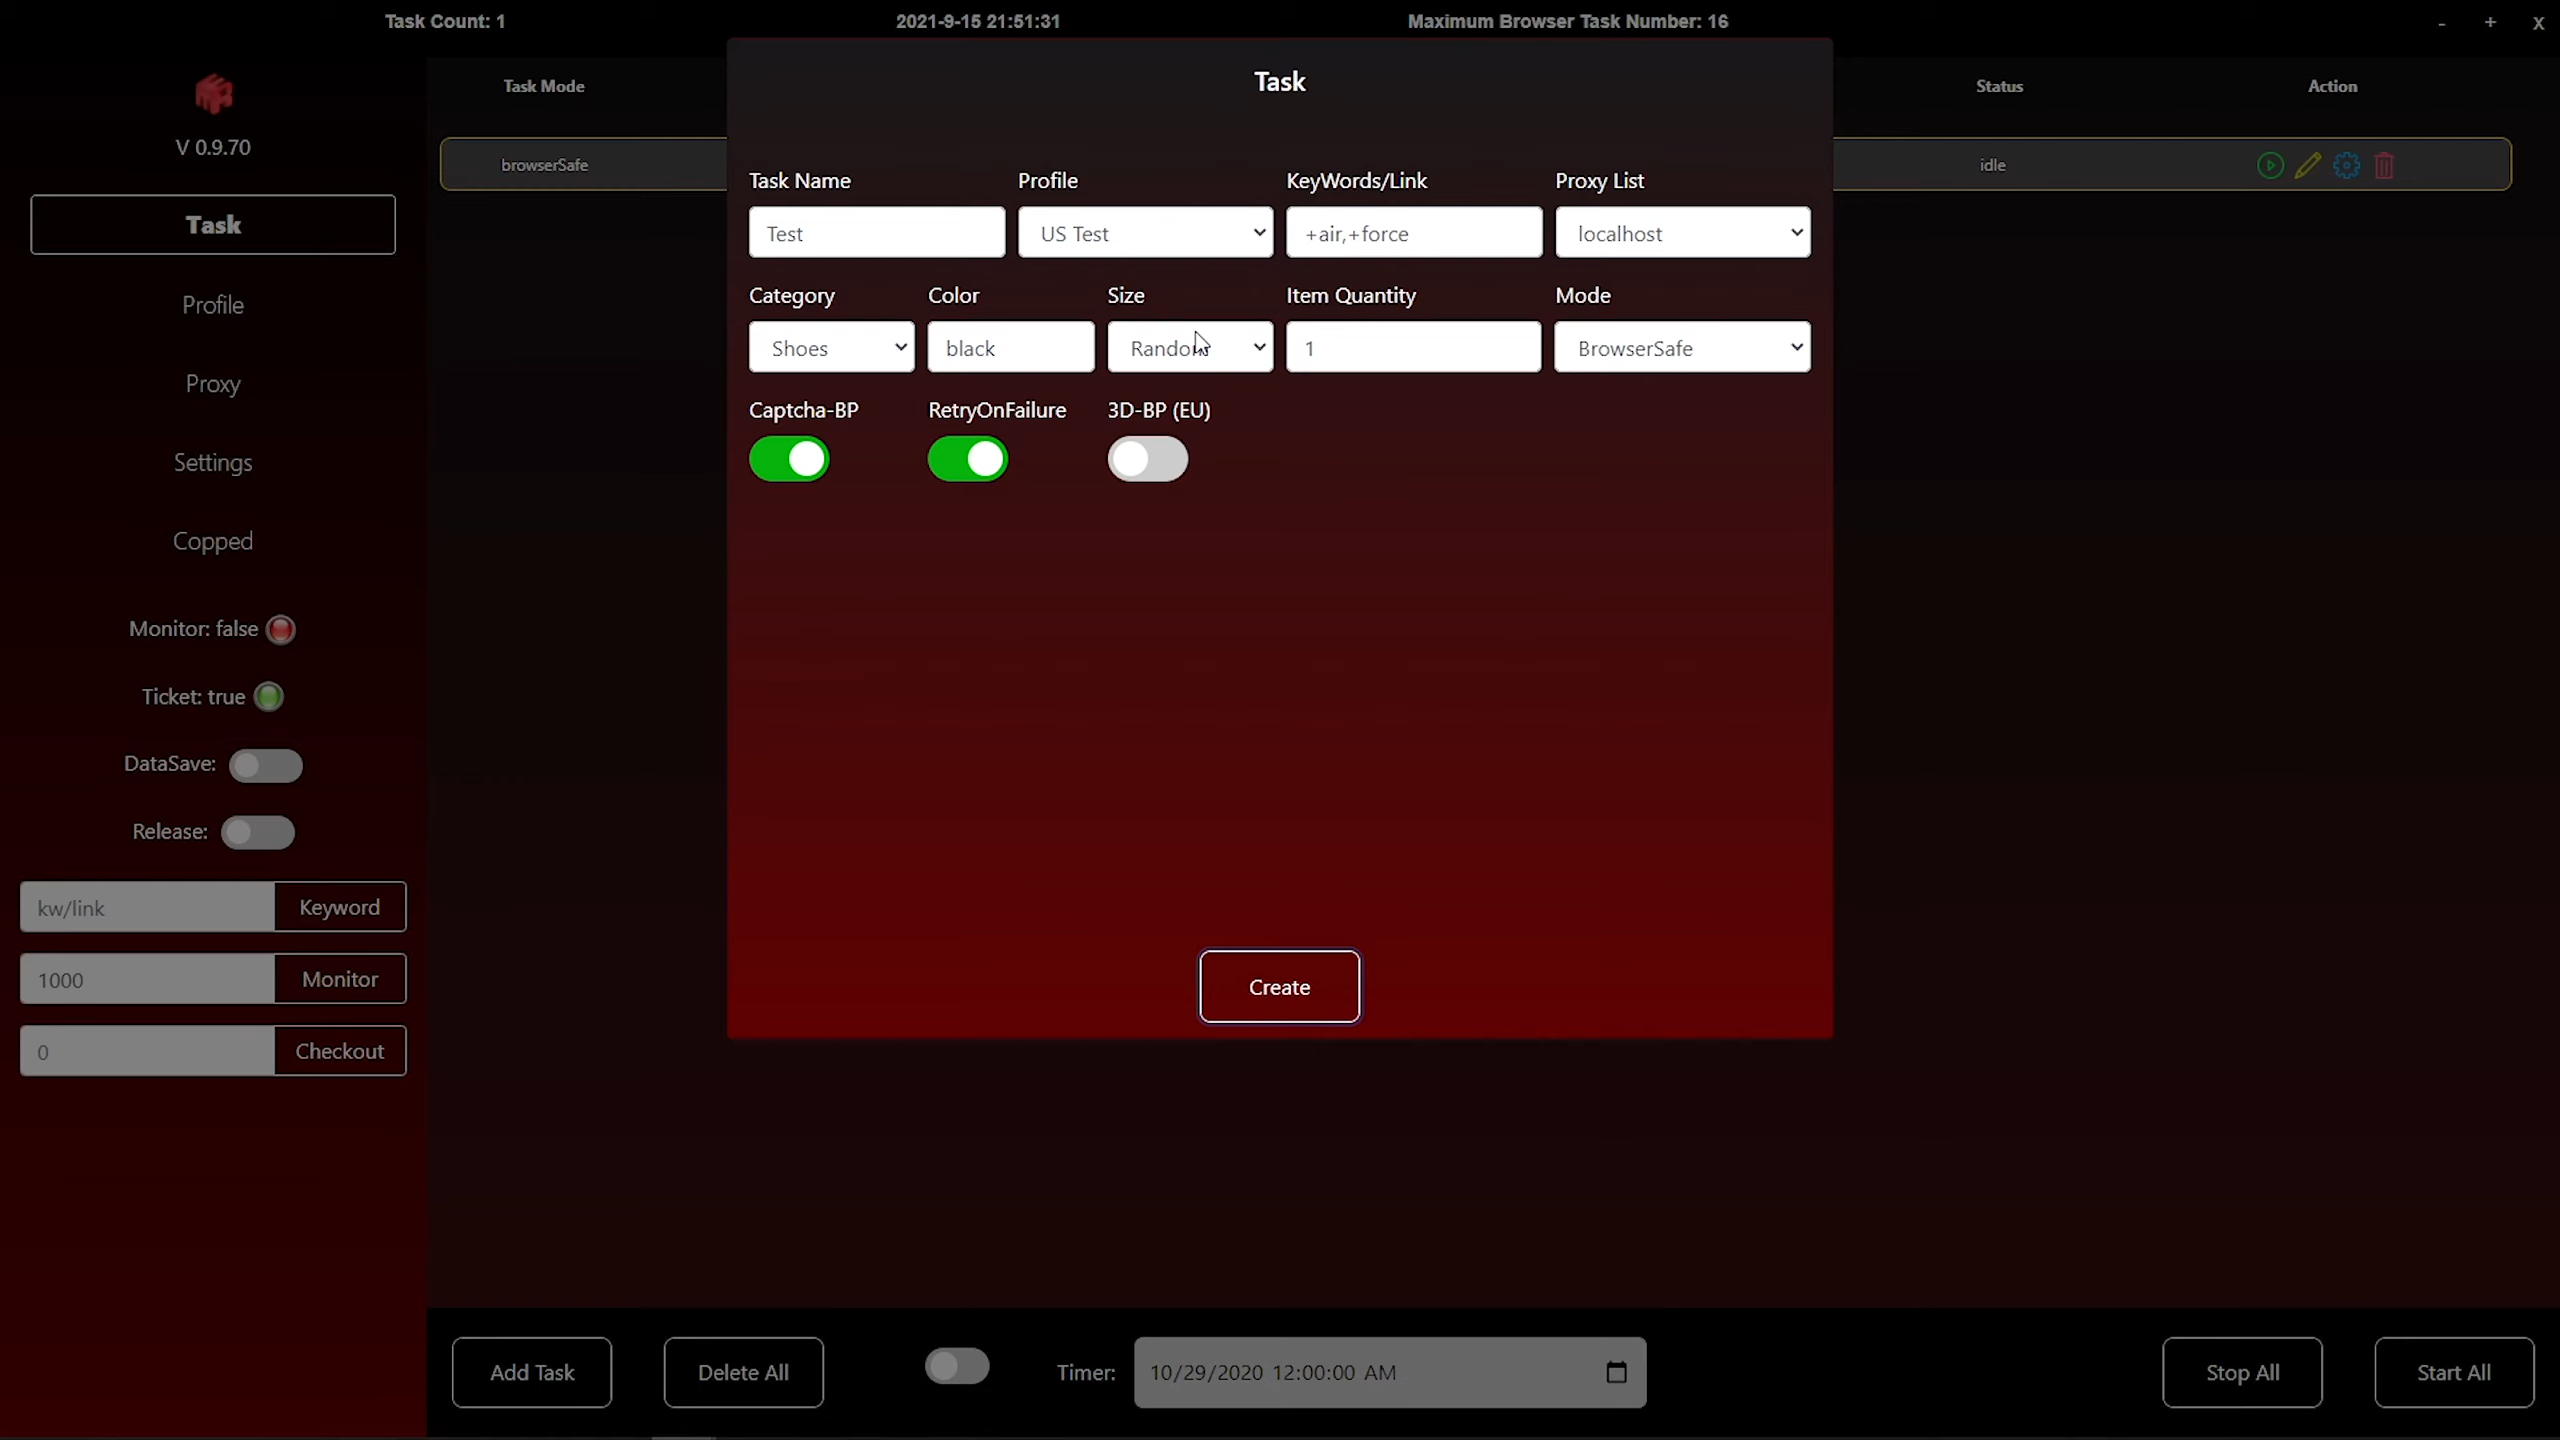 Task Count: 1
2021-9-15 21:51:31
Maximum Browser Task Number: 16
- + X
V 0.9.70
Task
Profile
Proxy
Settings
Copped
Monitor: false
Ticket: true
DataSave:
Release:
kw/link Keyword
1000 Monitor
0 Checkout
Task Mode
Status
Action
browserSafe
idle
Task
Task Name Profile KeyWords/Link Proxy List
Test US Test +air,+force localhost
Category Color Size Item Quantity Mode
Shoes black Random 1 BrowserSafe
Captcha-BP RetryOnFailure 3D-BP (EU)
Create
Add Task
Delete All
Timer:
10/29/2020 12:00:00 AM
Stop All
Start All